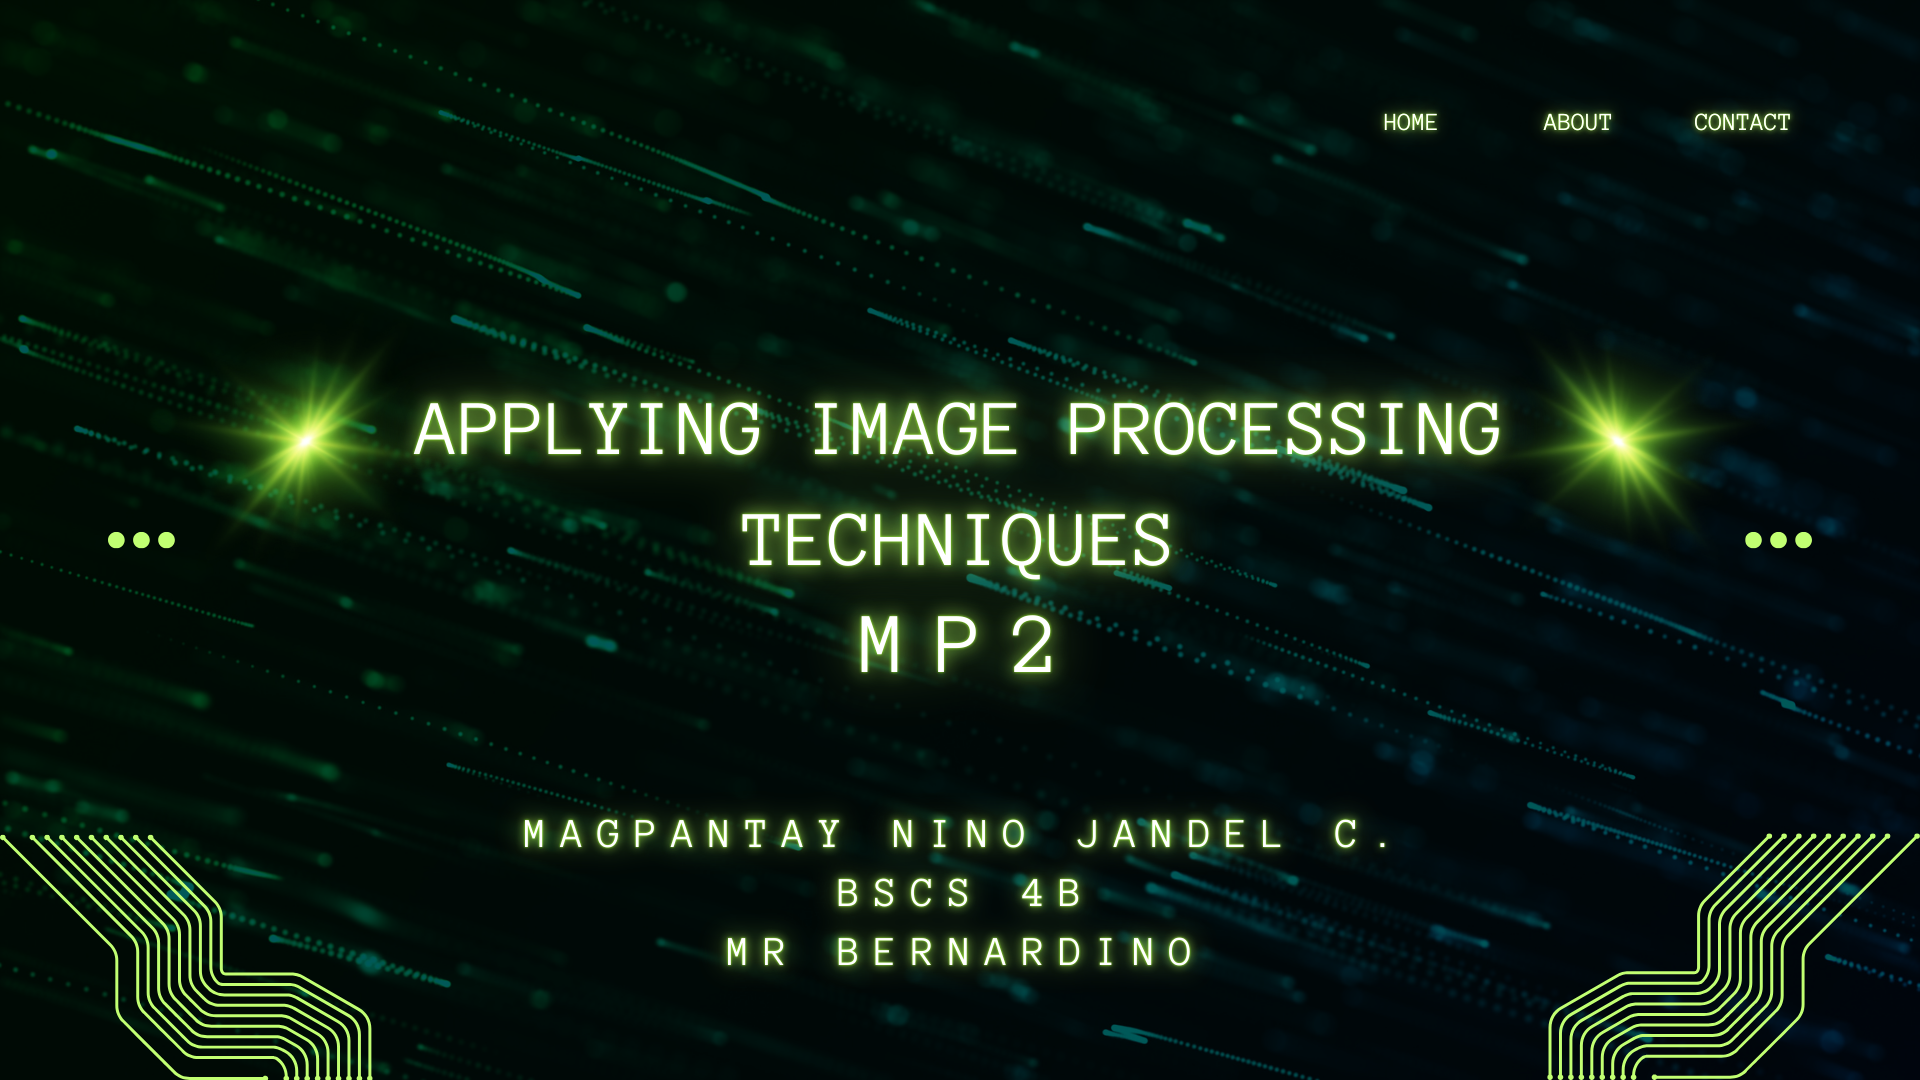 HOME ABOUT CONTACT
APPLYING IMAGE PROCESSING
TECHNIQUES
MP2
MAGPANTAY NINO JANDEL C.
BSCS 4B
MR BERNARDINO